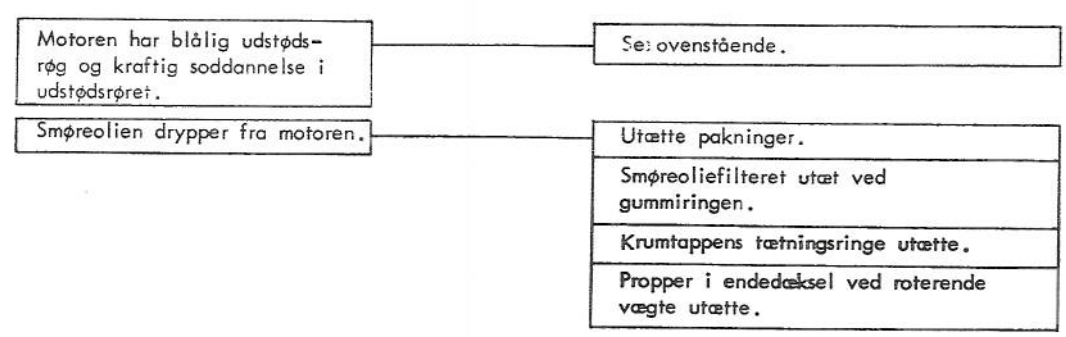 Motoren har blålig udstøds-
røg og kraftig soddannelse i
udstødsrøret.
Se: ovenstående.
Smøreolien drypper fra motoren.
Utætte pakninger.
Smøreoliefilteret utæt ved
gummiringen.
Krumtappens tætningsringe utætte.
Propper i endedæksel ved roterende
vægte utætte.